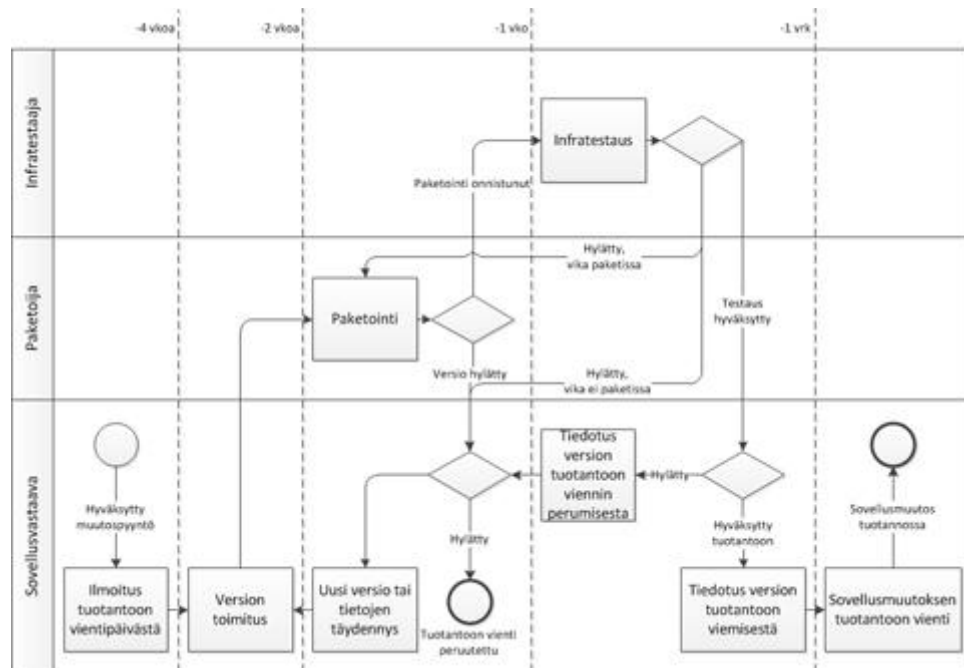 -4 vkoa
-2 vkoa
-1 vko
-1 vrk
Infratestaaja
Infratestaus
Paketointi onnistunut
Paketoija
Hylätty,
vika paketissa
Paketointi
Testaus
hyväksytty
Versio hylätty
Hylätty,
vika ei paketissa
Sovellusvastaava
Hyväksytty
muutospyyntö
Tiedotus
version
tuotantoon
viennin
perumisesta
Hylätty
Hylätty
Hyväksytty
tuotantoon
Sovellusmuutos
tuotannossa
Ilmoitus
tuotantoon
vientipäivästä
Version
toimitus
Uusi versio tai
tietojen
täydennys
Tuotantoon vienti
peruutettu
Tiedotus version
tuotantoon
viemisestä
Sovellusmuutoksen
tuotantoon vienti